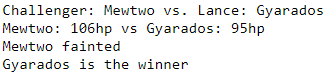 Challenger: Mewtwo vs. Lance: Gyarados
Mewtwo: 106hp vs Gyarados: 95hp
Mewtwo fainted
Gyarados is the winner